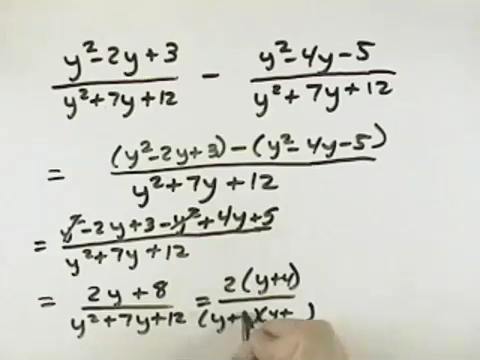 (y²-2y+3)/(y²+7y+12) - (y²-4y-5)/(y²+7y+12)
= ((y²-2y+3)-(y²-4y-5))/(y²+7y+12)
= (y²-2y+3-y²+4y+5)/(y²+7y+12)
= (2y+8)/(y²+7y+12) = 2(y+4)/(y+ )(y+ )